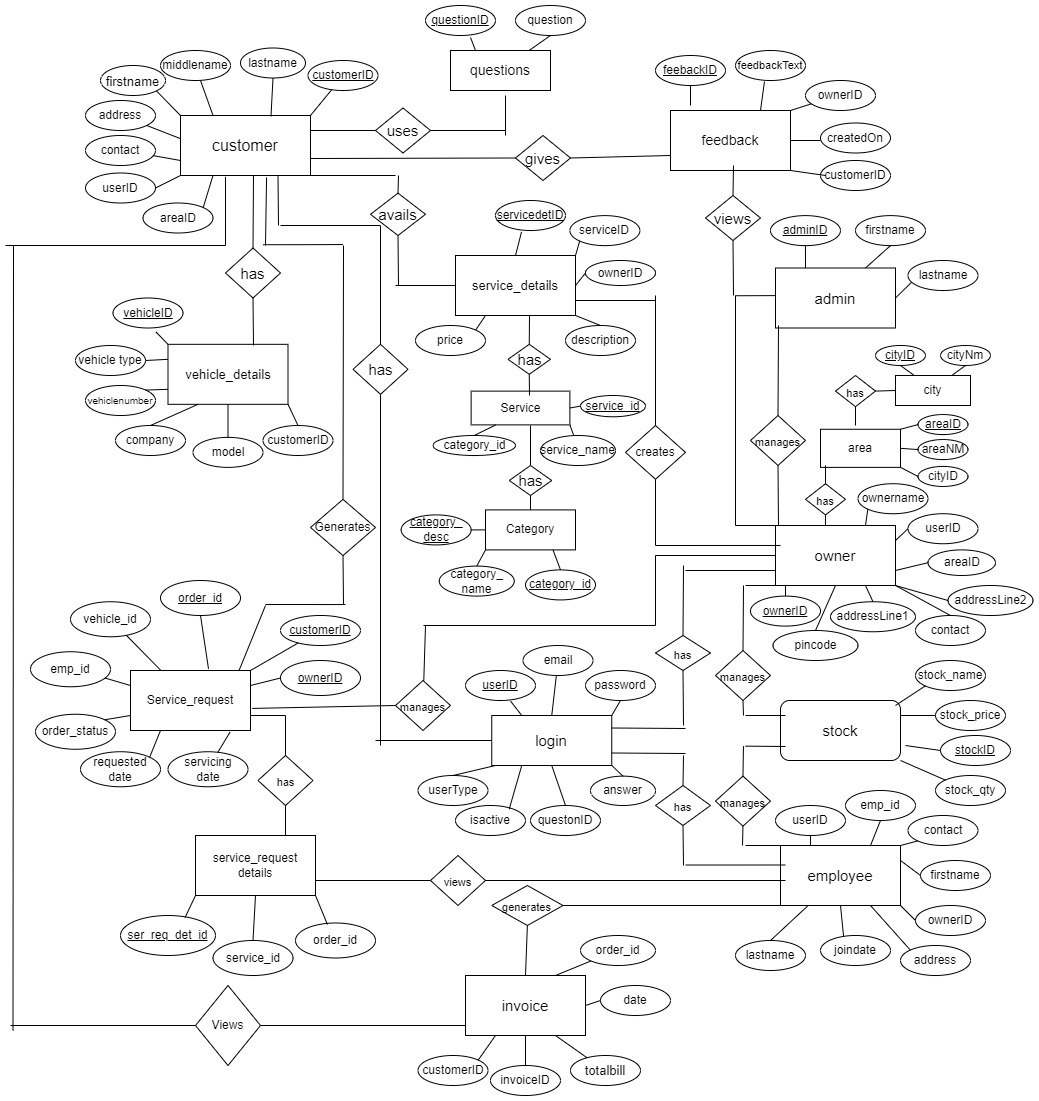 questionID
question
questions
firstname
middlename
lastname
customerID
address
contact
userID
areaID
customer
uses
gives
feebackID
feedbackText
ownerID
createdOn
customerID
feedback
avails
views
servicedetID
serviceID
ownerID
service_details
price
description
adminID
firstname
lastname
admin
has
vehicleID
vehicle type
vehiclenumber
vehicle_details
company
model
customerID
has
has
Service
service_id
category_id
service_name
creates
manages
cityID
cityNm
city
has
area
areaID
areaNM
cityID
has
has
category_
desc
Category
category_
name
category_id
Generates
ownername
userID
areaID
owner
addressLine2
ownerID
addressLine1
contact
pincode
order_id
vehicle_id
customerID
emp_id
ownerID
Service_request
order_status
requested
date
servicing
date
manages
has
manages
email
userID
password
login
userType
isactive
questonID
answer
stock_name
stock_price
stock
stockID
stock_qty
has
has
manages
userID
emp_id
contact
firstname
employee
ownerID
lastname
joindate
address
service_request
details
views
generates
ser_req_det_id
service_id
order_id
order_id
invoice
date
Views
customerID
invoiceID
totalbill